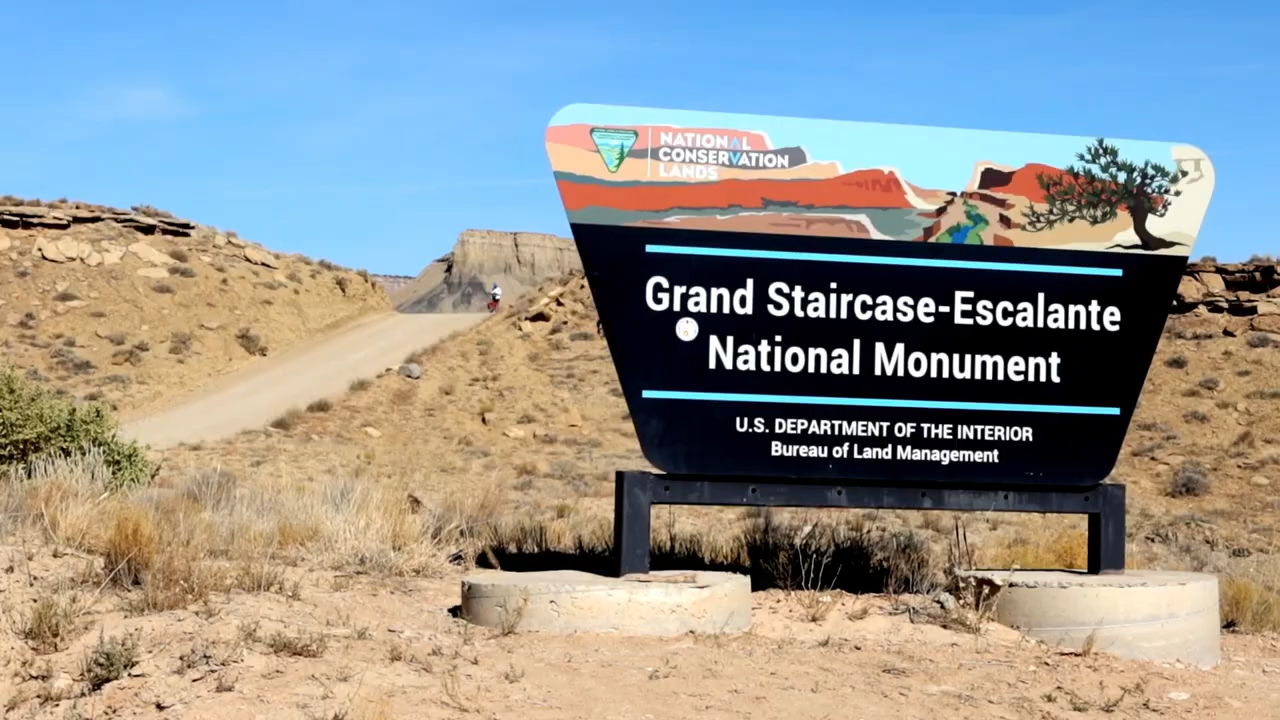 NATIONAL
CONSERVATION
LANDS
Grand Staircase-Escalante
National Monument
U.S. DEPARTMENT OF THE INTERIOR
Bureau of Land Management